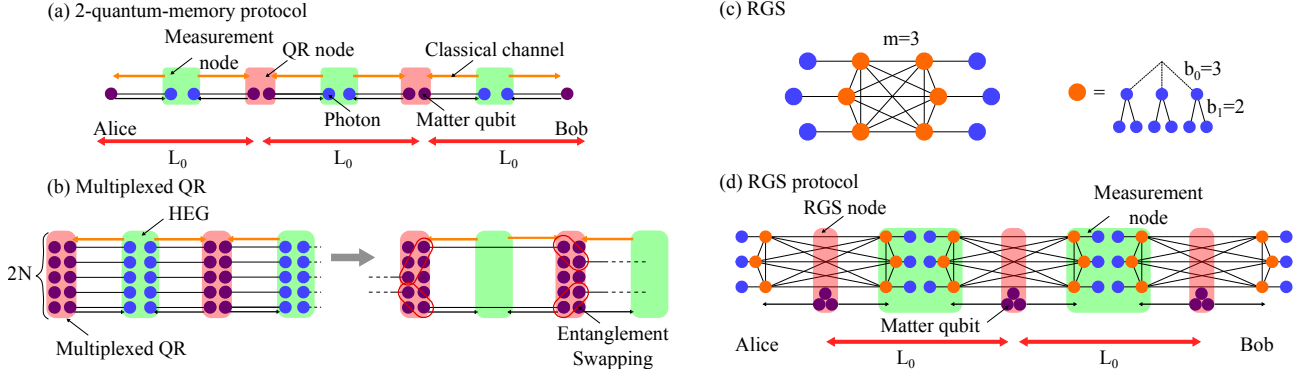 (a) 2-quantum-memory protocol
Measurement
node
QR node
Classical channel
Photon
Matter qubit
Alice
Bob
L0
L0
L0
(b) Multiplexed QR
HEG
2N
Multiplexed QR
Entanglement
Swapping
(c) RGS
m=3
=
b0=3
b1=2
(d) RGS protocol
RGS node
Measurement
node
Matter qubit
Alice
Bob
L0
L0